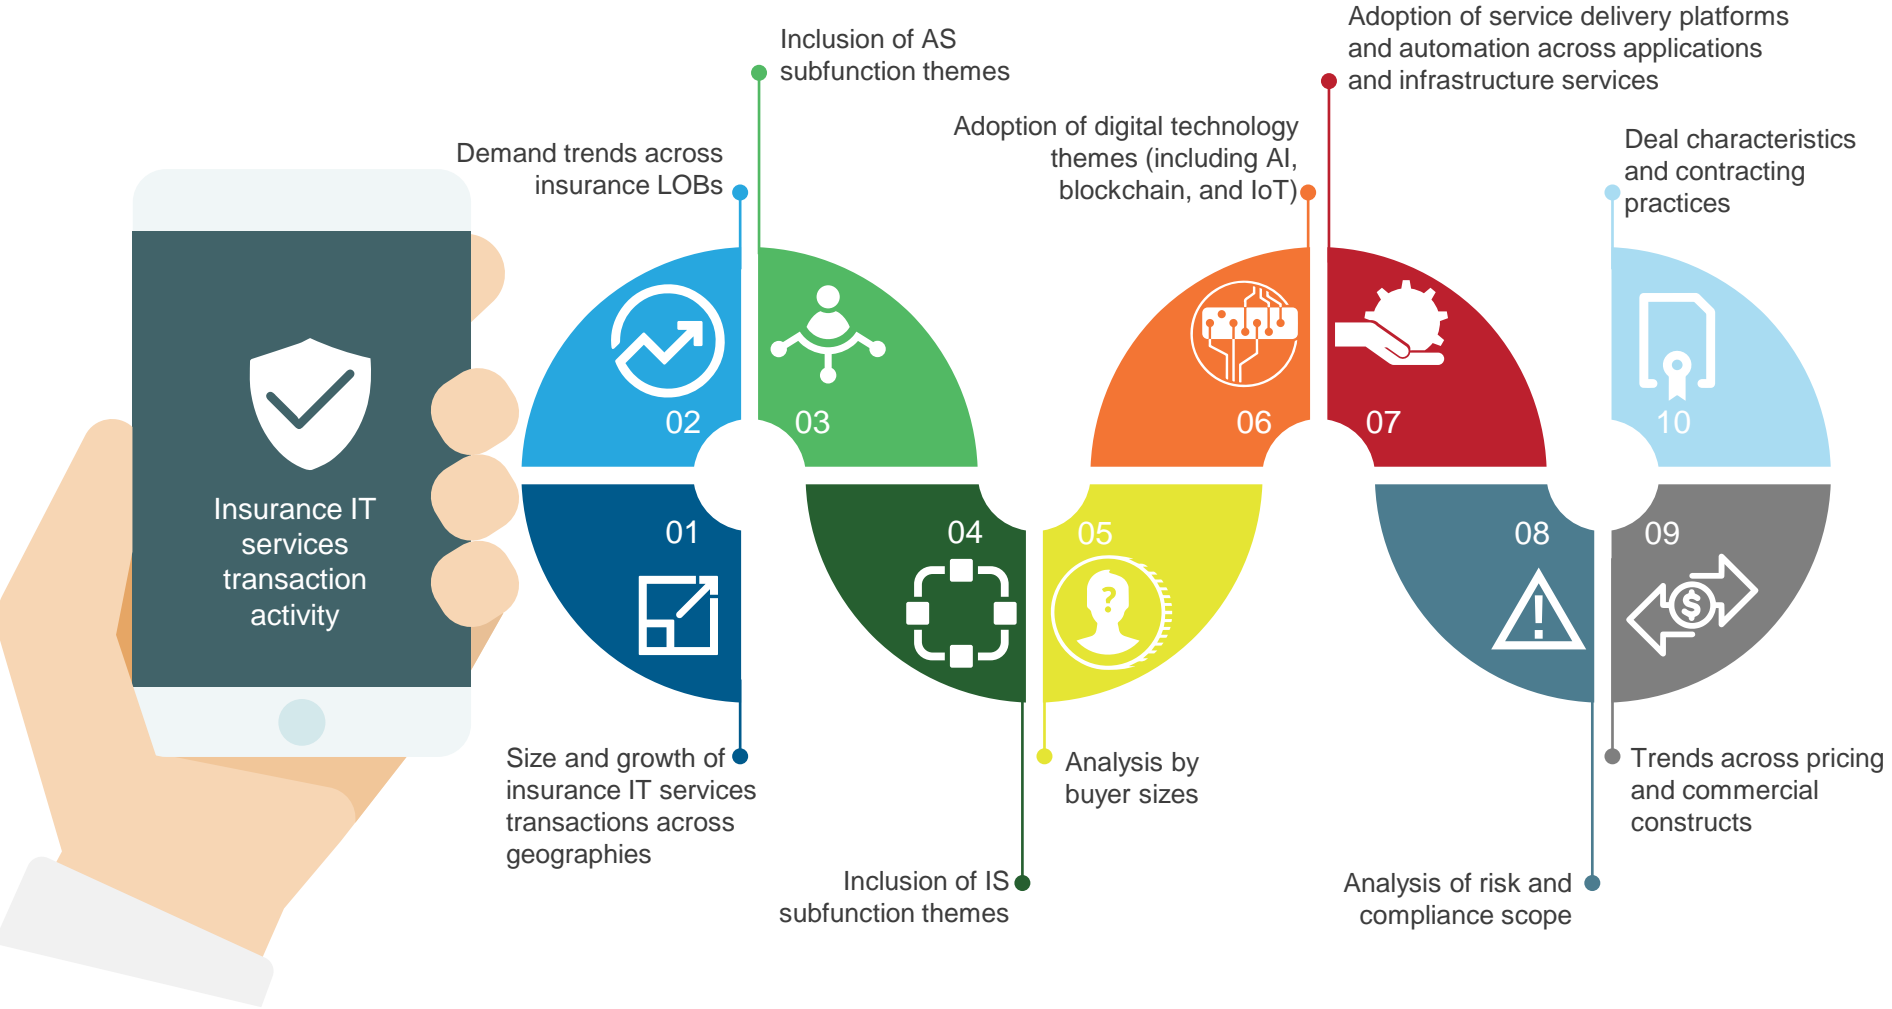 Insurance IT
services
transaction
activity
01
Size and growth of
insurance IT services
transactions across
geographies
02
Demand trends across
insurance LOBs
03
Inclusion of AS
subfunction themes
04
Inclusion of IS
subfunction themes
05
Analysis by
buyer sizes
06
Adoption of digital technology
themes (including AI,
blockchain, and IoT)
07
Adoption of service delivery platforms
and automation across applications
and infrastructure services
08
Analysis of risk and
compliance scope
09
$
Trends across pricing
and commercial
constructs
10
Deal characteristics
and contracting
practices